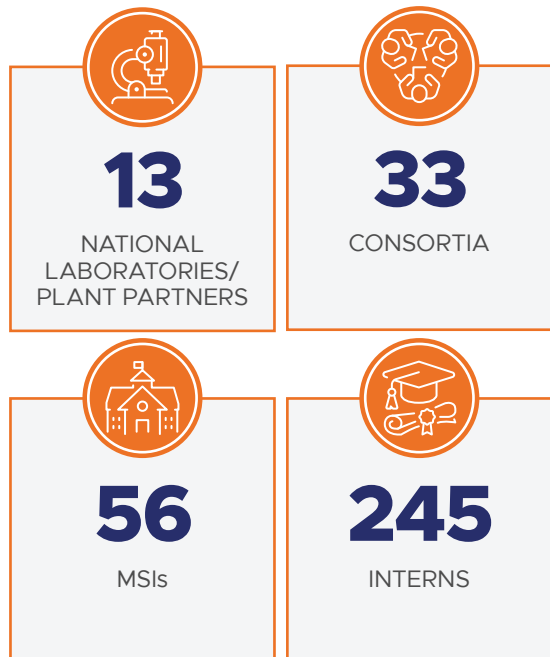 13
NATIONAL
LABORATORIES/
PLANT PARTNERS
33
CONSORTIA
56
MSIs
245
INTERNS